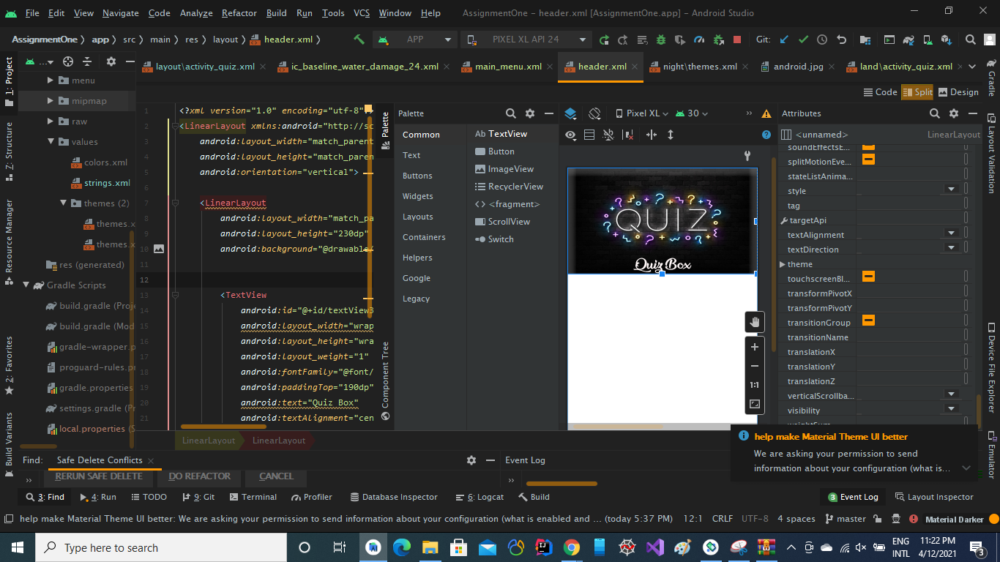 File Edit View Navigate Code Analyze Refactor Build Run Tools VCS Window Help AssignmentOne – header.xml [AssignmentOne.app] – Android Studio
AssignmentOne app src main res layout header.xml APP PIXEL XL API 24 Git:
1: Project
7: Structure
Resource Manager
2: Favorites
Build Variants
menu
mipmap
raw
values
colors.xml
strings.xml
themes (2)
themes.x
themes.x
res (generated)
Gradle Scripts
build.gradle (Proje
build.gradle (Mod
gradle-wrapper.p
proguard-rules.pr
gradle.properties
settings.gradle (Pr
local.properties (S
layout\activity_quiz.xml ic_baseline_water_damage_24.xml main_menu.xml header.xml night\themes.xml android.jpg land\activity_quiz.xml
Code Split Design
1 <?xml version="1.0" encoding="utf-8"?>
2 <LinearLayout xmlns:android="http://sc
3 android:layout_width="match_parent
4 android:layout_height="match_paren
5 android:orientation="vertical">
6
7 <LinearLayout
8 android:layout_width="match_pa
9 android:layout_height="230dp"
10 android:background="@drawable/
11
12
13 <TextView
14 android:id="@+id/textView3
15 android:layout_width="wrap
16 android:layout_height="wra
17 android:layout_weight="1"
18 android:fontFamily="@font/
19 android:paddingTop="190dp"
20 android:text="Quiz Box"
21 android:textAlignment="cen
LinearLayout LinearLayout
Palette
Component Tree
Palette
Common
Text
Buttons
Widgets
Layouts
Containers
Helpers
Google
Legacy
Ab TextView
Button
ImageView
RecyclerView
<fragment>
ScrollView
Switch
Pixel XL 30
QUIZ
Quiz Box
1:1
Attributes
<unnamed> LinearLayout
soundEffectsE...
splitMotionEve...
stateListAnima...
style
tag
targetApi
textAlignment
textDirection
theme
touchscreenBl...
transformPivotX
transformPivotY
transitionGroup
transitionName
translationX
translationY
translationZ
verticalScrollba...
visibility
weightSum
Gradle
Layout Validation
Device File Explorer
Emulator
help make Material Theme UI better
We are asking your permission to send
information about your configuration (what is...
Find: Safe Delete Conflicts
RERUN SAFE DELETE DO REFACTOR CANCEL
Event Log
3: Find 4: Run TODO 9: Git Terminal Profiler Database Inspector 6: Logcat Build 3 Event Log Layout Inspector
help make Material Theme UI better: We are asking your permission to send information about your configuration (what is enabled and ... (today 5:37 PM) 12:1 CRLF UTF-8 4 spaces master Material Darker
Type here to search
ENG
INTL
11:22 PM
4/12/2021
3